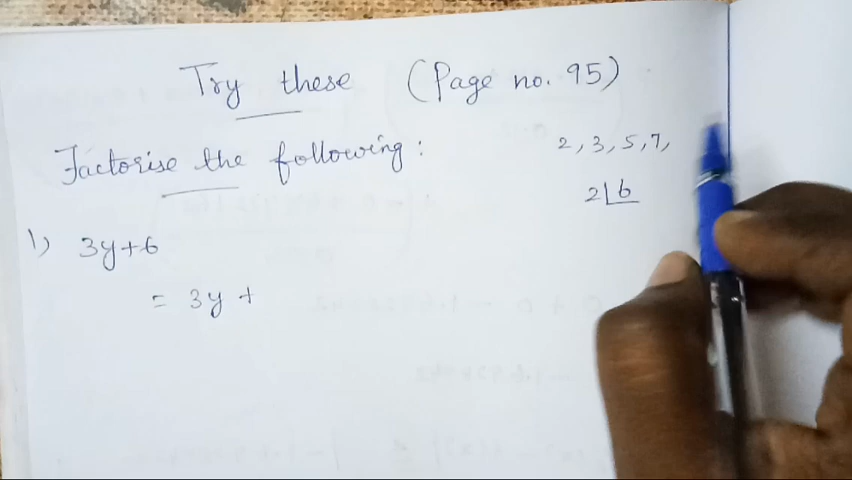 Try these (Page no. 95)
Factorise the following:
2, 3, 5, 7,
2 6
1) 3y+6
= 3y +